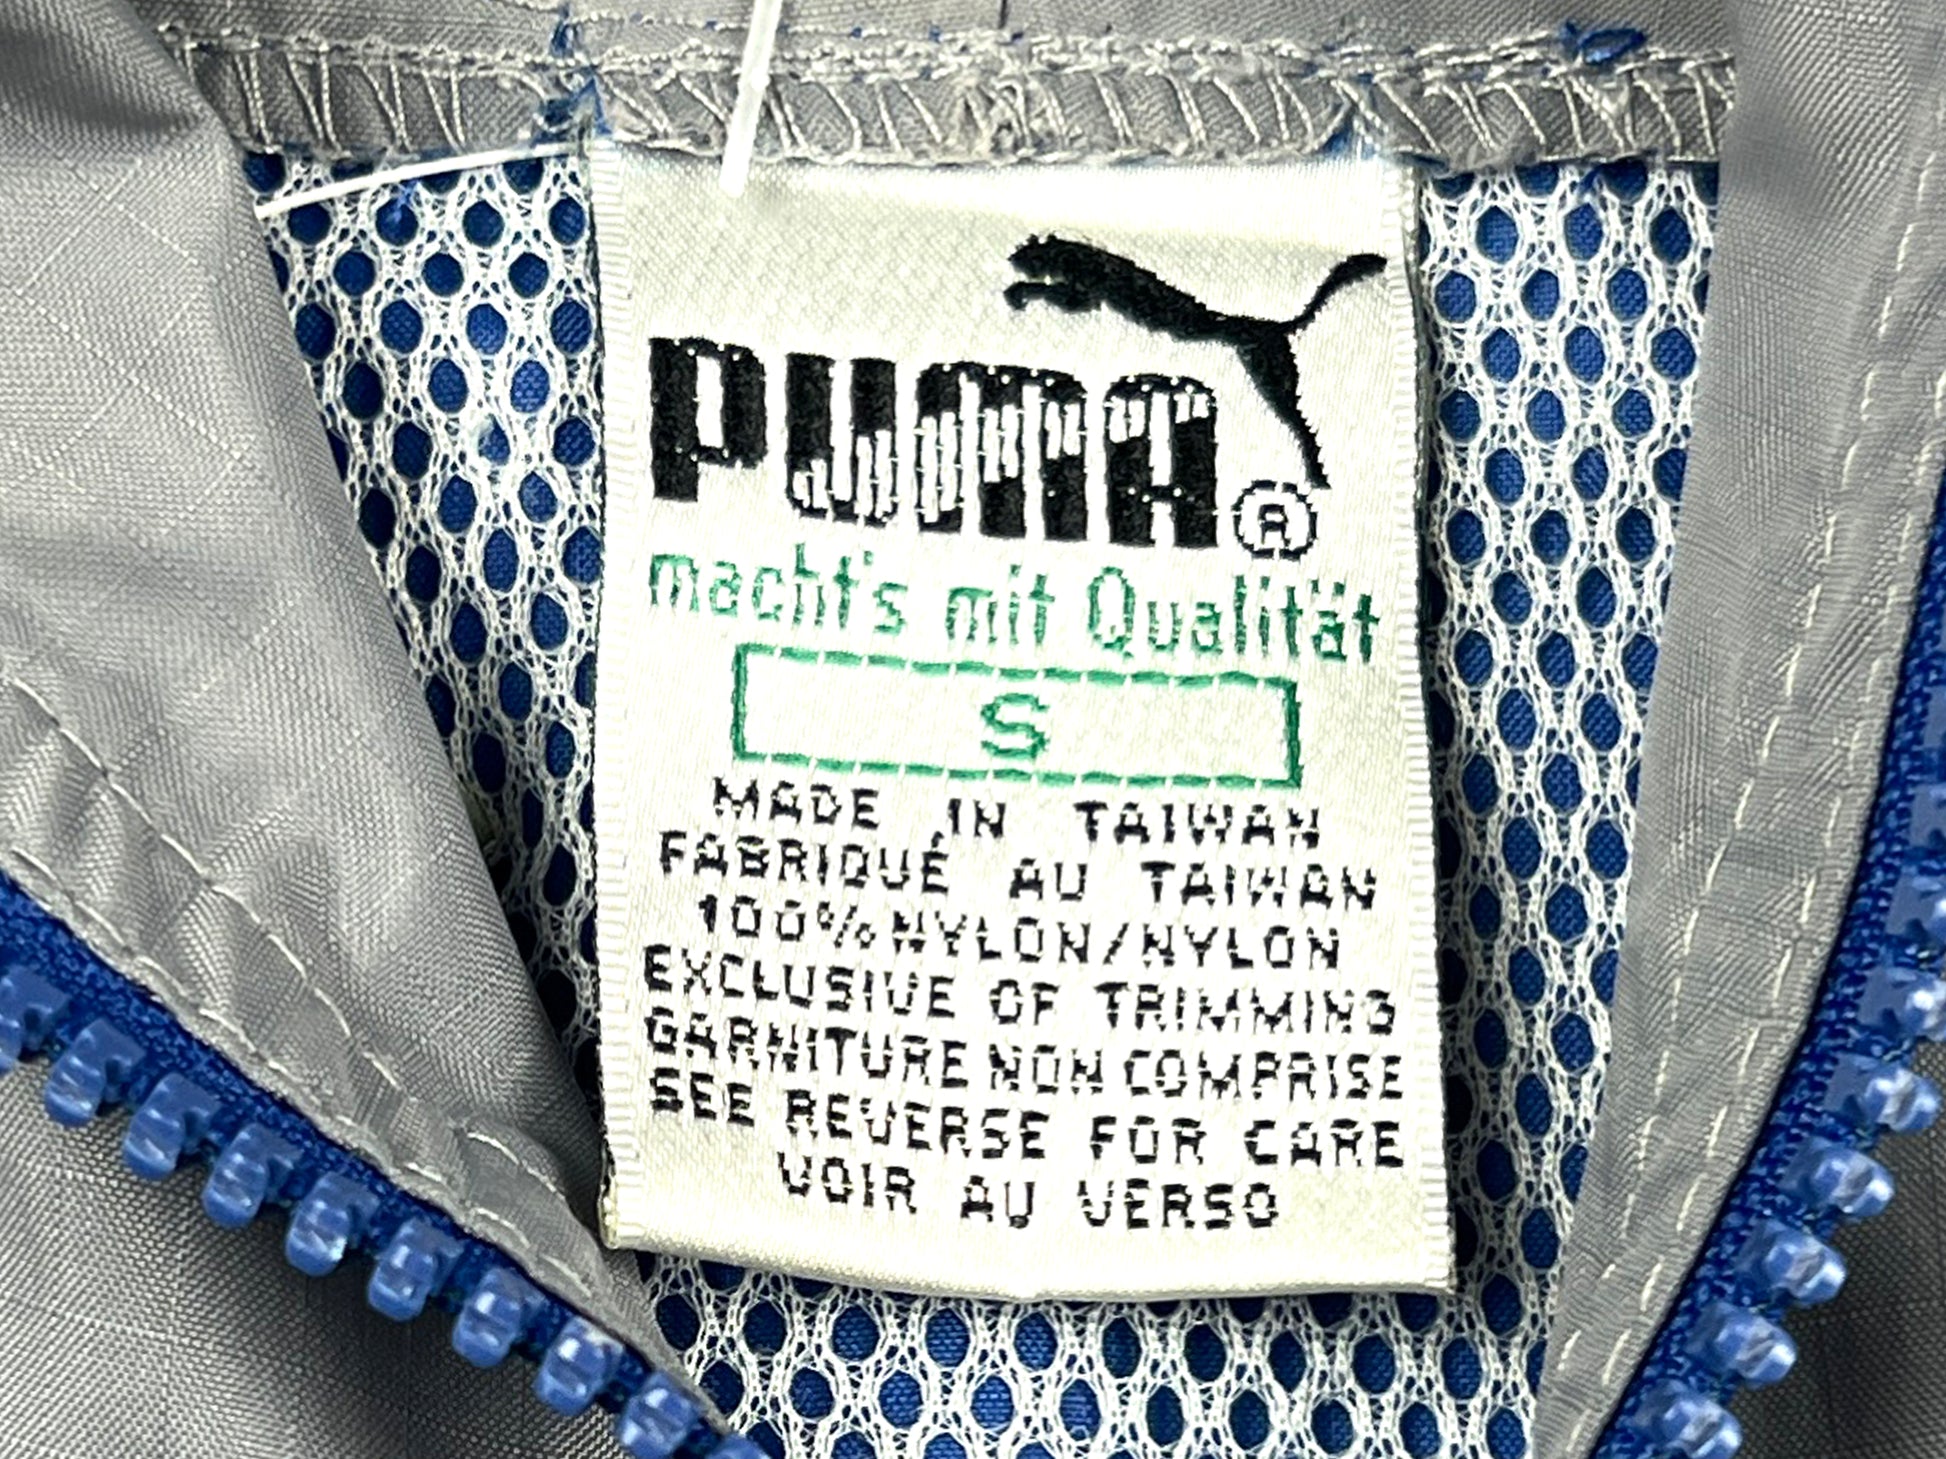 PUMA®
macht's mit Qualität
S
MADE IN TAIWAN
FABRIQUÉ AU TAIWAN
100% NYLON/NYLON
EXCLUSIVE OF TRIMMING
GARNITURE NON COMPRISE
SEE REVERSE FOR CARE
VOIR AU VERSO